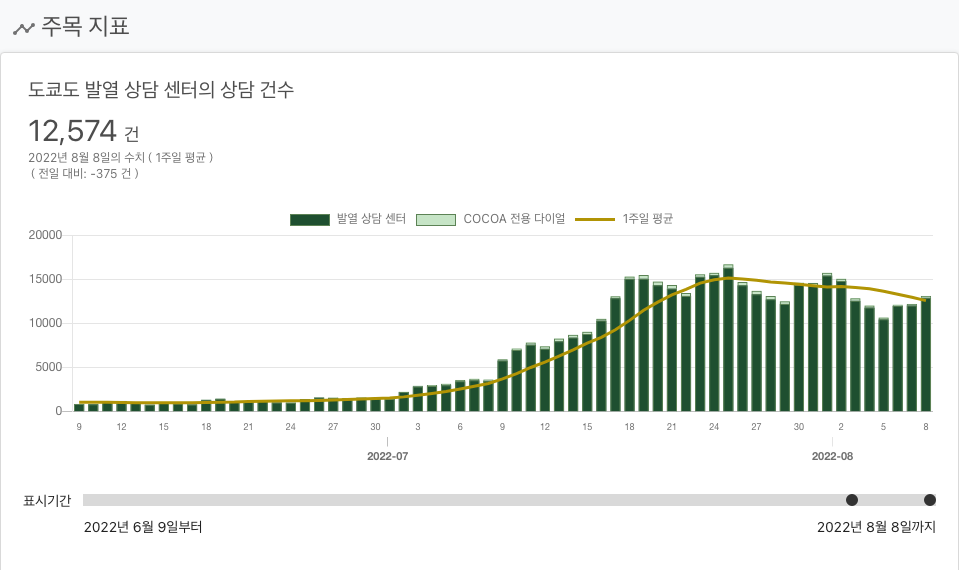 주목 지표
도쿄도 발열 상담 센터의 상담 건수
12,574 건
2022년 8월 8일의 수치 ( 1주일 평균 )
( 전일 대비: -375 건 )
발열 상담 센터 COCOA 전용 다이얼 1주일 평균
20000
15000
10000
5000
0
9 12 15 18 21 24 27 30 3 6 9 12 15 18 21 24 27 30 2 5 8
2022-07 2022-08
표시기간
2022년 6월 9일부터 2022년 8월 8일까지